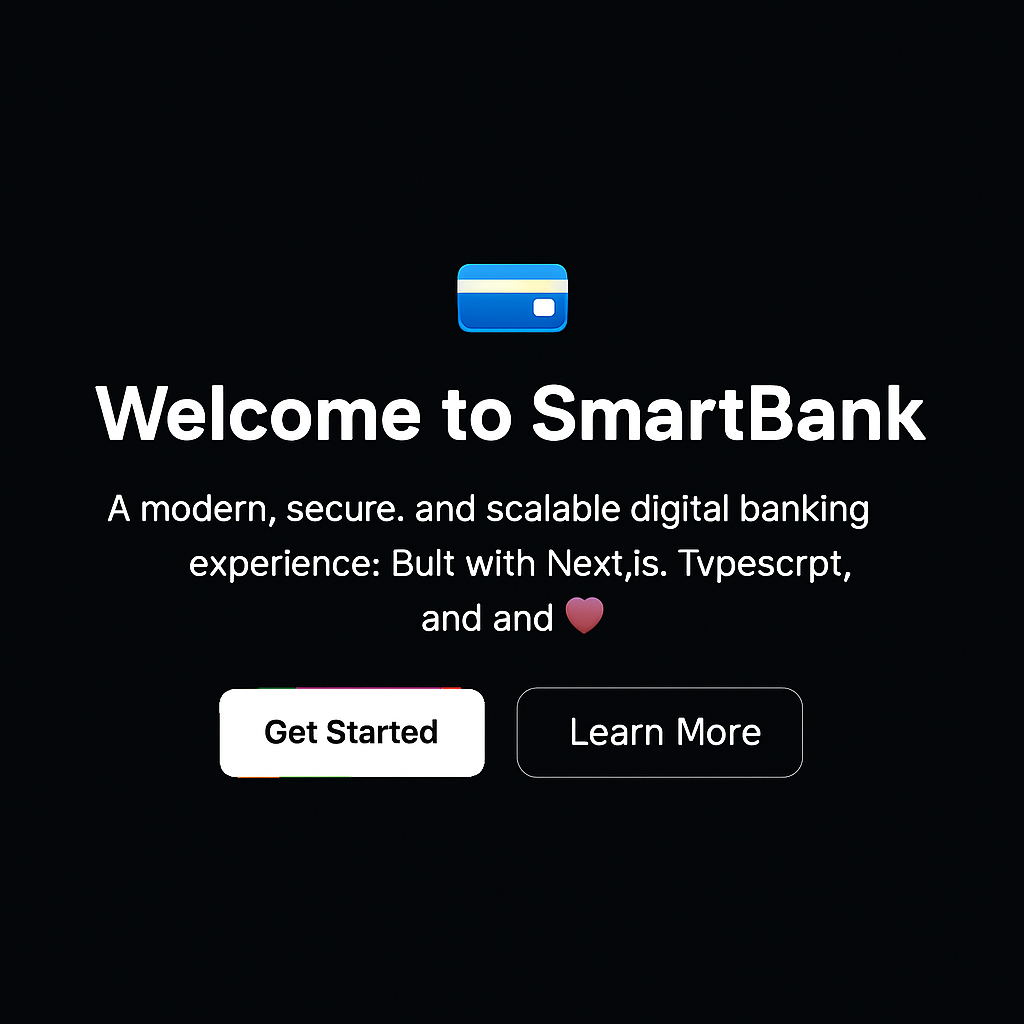 Welcome to SmartBank
A modern, secure. and scalable digital banking
experience: Bult with Next,is. Tvpescrpt,
and and
Get Started
Learn More